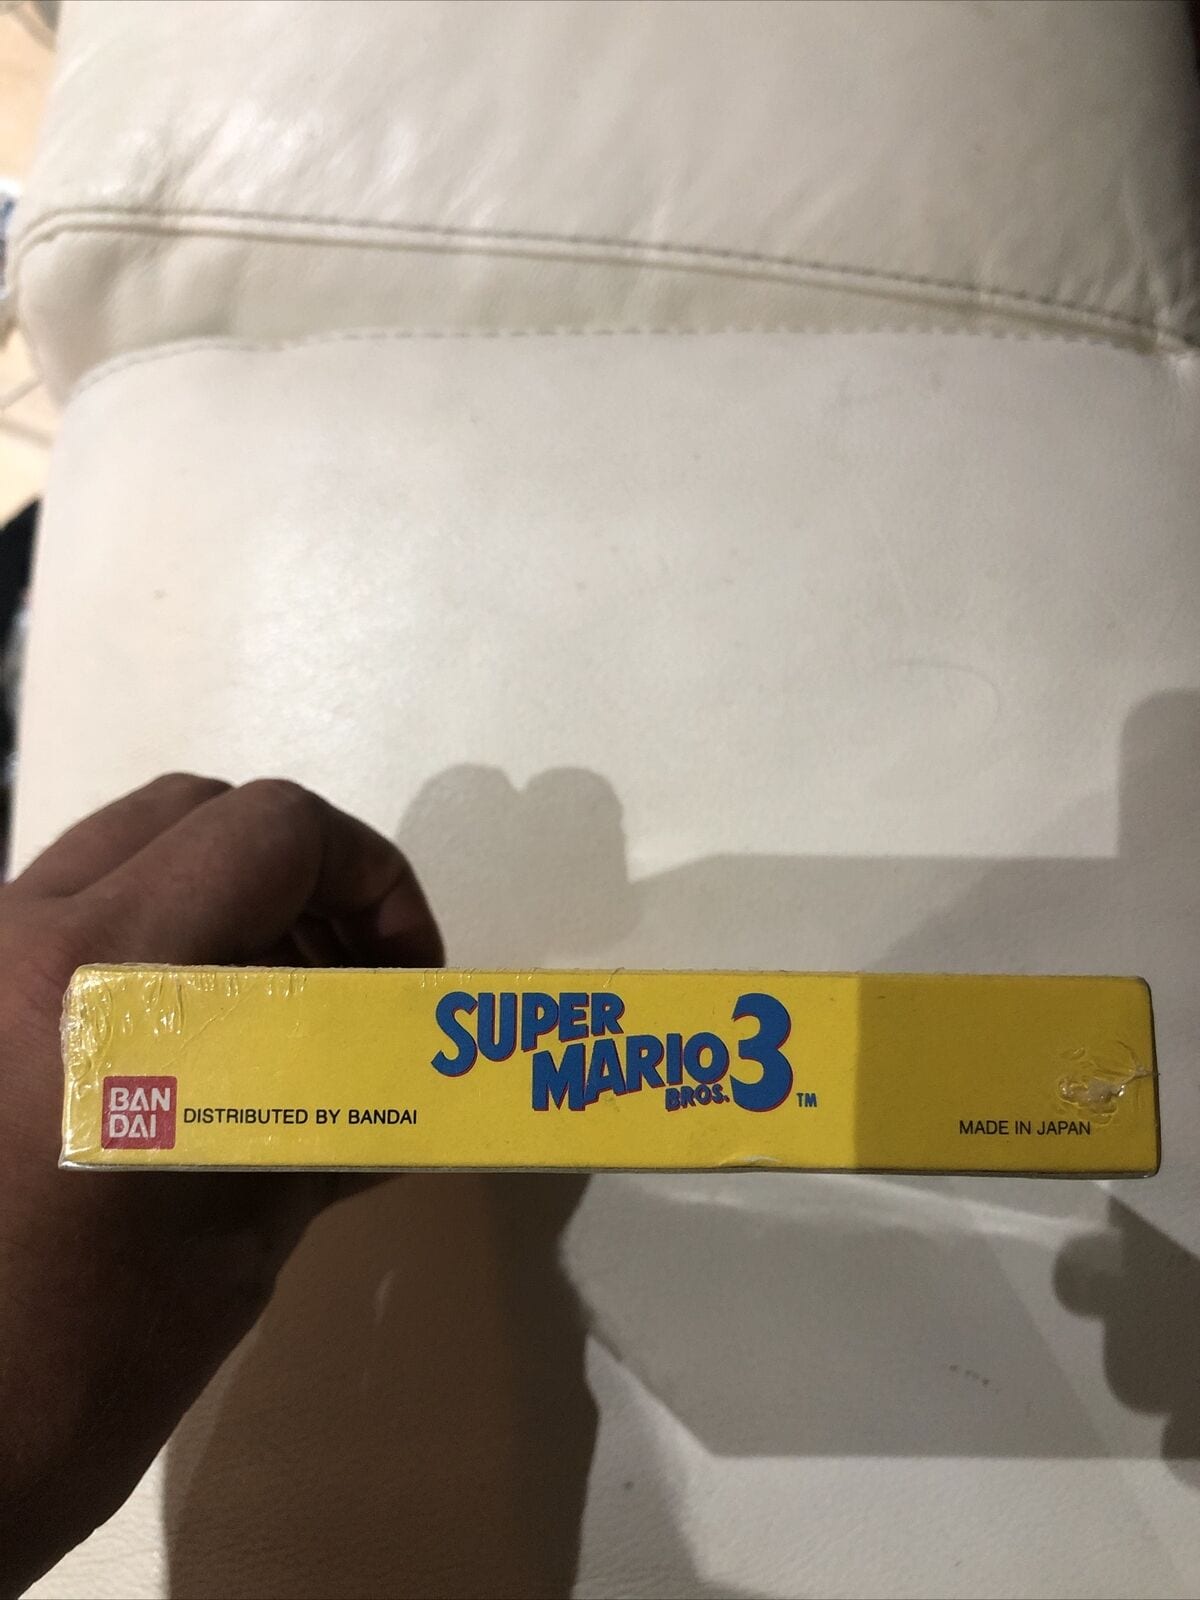 SUPER
MARIO
BROS. 3 TM
BAN
DAI
DISTRIBUTED BY BANDAI
MADE IN JAPAN